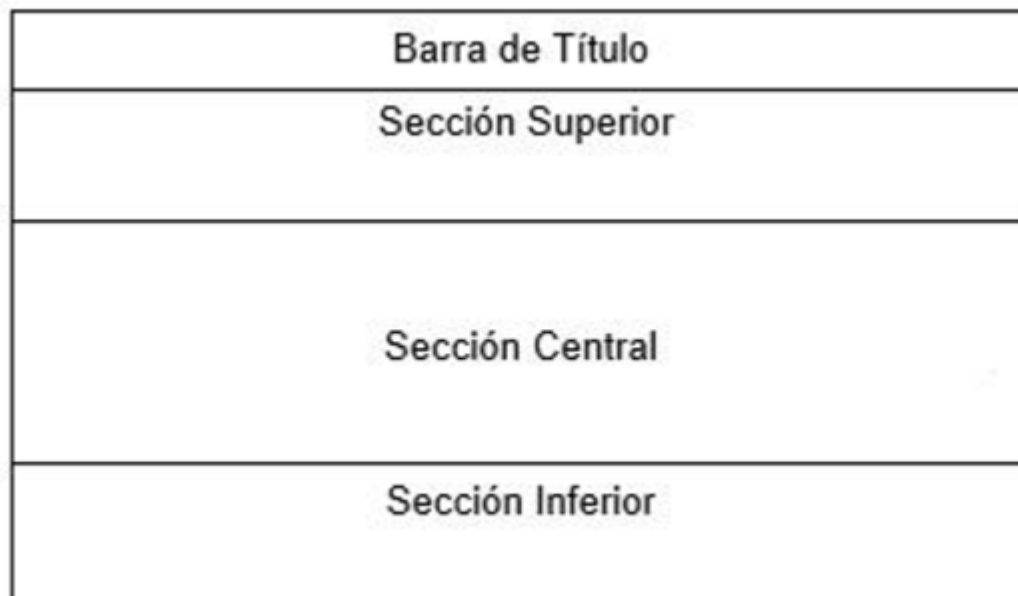 Barra de Título
Sección Superior
Sección Central
Sección Inferior